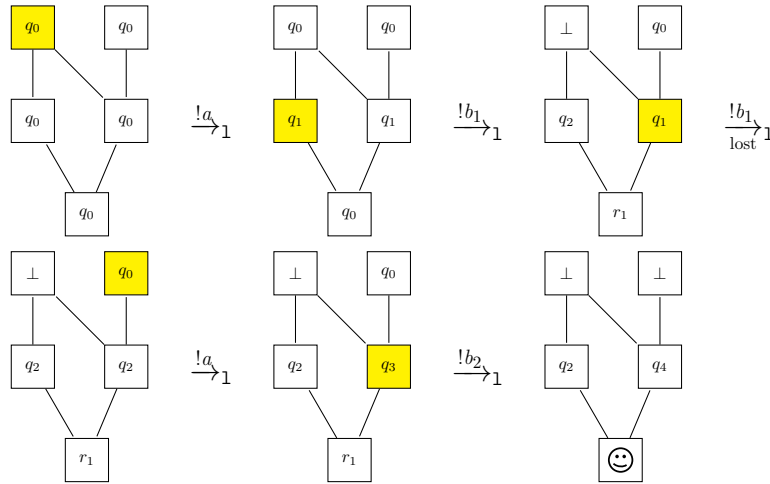 q₀ q₀ q₀ q₀ ⊥ q₀
q₀ q₀ !a →₁ q₁ q₁ !b₁ →₁ q₂ q₁ !b₁ →₁ lost
q₀ q₀ r₁
⊥ q₀ ⊥ q₀ ⊥ ⊥
q₂ q₂ !a →₁ q₂ q₃ !b₂ →₁ q₂ q₄
r₁ r₁ ☺